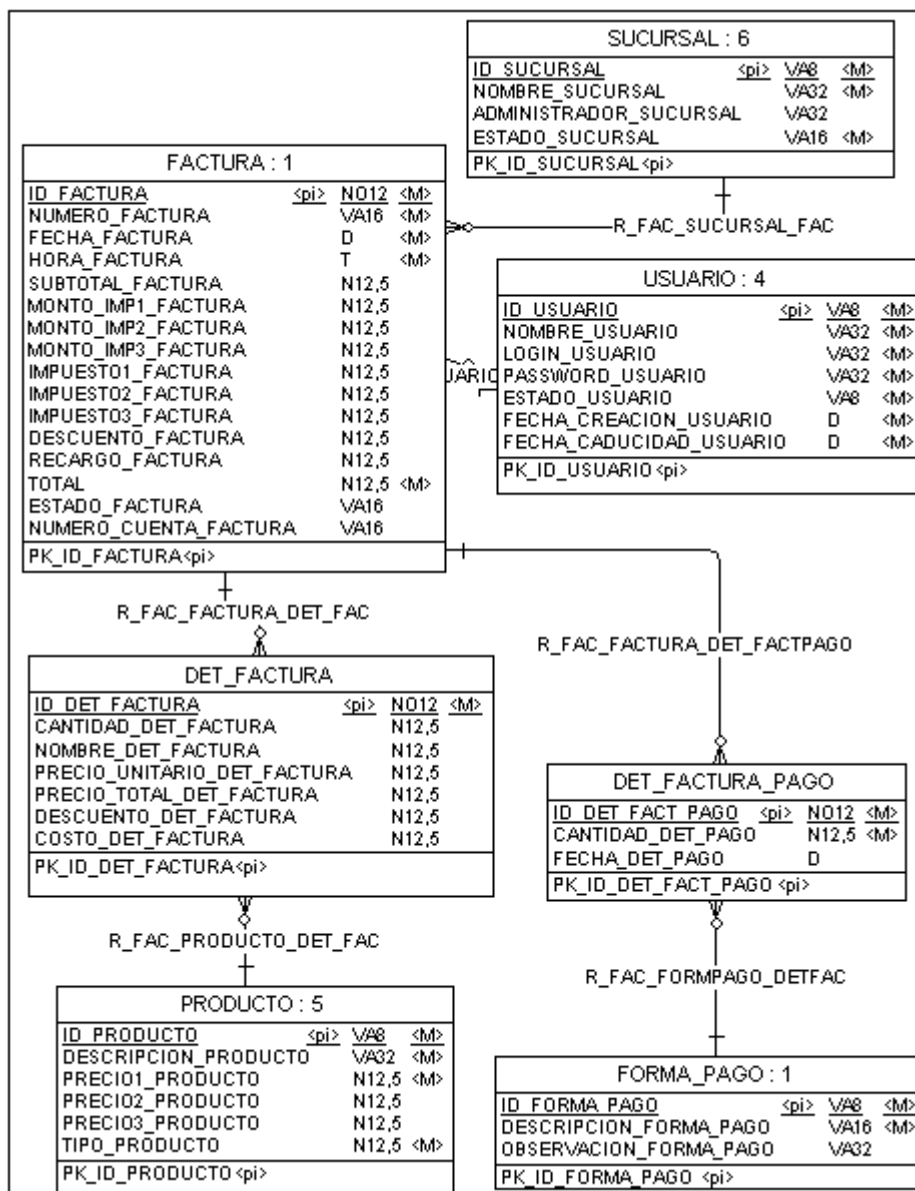 SUCURSAL : 6
ID_SUCURSAL <pi> VA8 <M>
NOMBRE_SUCURSAL VA32 <M>
ADMINISTRADOR_SUCURSAL VA32
ESTADO_SUCURSAL VA16 <M>
PK_ID_SUCURSAL<pi>
FACTURA : 1
ID_FACTURA <pi> NO12 <M>
NUMERO_FACTURA VA16 <M>
FECHA_FACTURA D <M>
HORA_FACTURA T <M>
SUBTOTAL_FACTURA N12,5
MONTO_IMP1_FACTURA N12,5
MONTO_IMP2_FACTURA N12,5
MONTO_IMP3_FACTURA N12,5
IMPUESTO1_FACTURA N12,5
IMPUESTO2_FACTURA N12,5
IMPUESTO3_FACTURA N12,5
DESCUENTO_FACTURA N12,5
RECARGO_FACTURA N12,5
TOTAL N12,5 <M>
ESTADO_FACTURA VA16
NUMERO_CUENTA_FACTURA VA16
PK_ID_FACTURA<pi>
R_FAC_SUCURSAL_FAC
USUARIO : 4
ID_USUARIO <pi> VA8 <M>
NOMBRE_USUARIO VA32 <M>
LOGIN_USUARIO VA32 <M>
PASSWORD_USUARIO VA32 <M>
ESTADO_USUARIO VA8 <M>
FECHA_CREACION_USUARIO D <M>
FECHA_CADUCIDAD_USUARIO D <M>
PK_ID_USUARIO <pi>
R_FAC_FACTURA_DET_FAC
R_FAC_FACTURA_DET_FACTPAGO
DET_FACTURA
ID_DET_FACTURA <pi> NO12 <M>
CANTIDAD_DET_FACTURA N12,5
NOMBRE_DET_FACTURA N12,5
PRECIO_UNITARIO_DET_FACTURA N12,5
PRECIO_TOTAL_DET_FACTURA N12,5
DESCUENTO_DET_FACTURA N12,5
COSTO_DET_FACTURA N12,5
PK_ID_DET_FACTURA<pi>
DET_FACTURA_PAGO
ID_DET_FACT_PAGO <pi> NO12 <M>
CANTIDAD_DET_PAGO N12,5 <M>
FECHA_DET_PAGO D
PK_ID_DET_FACT_PAGO <pi>
R_FAC_PRODUCTO_DET_FAC
R_FAC_FORMPAGO_DETFAC
PRODUCTO : 5
ID_PRODUCTO <pi> VA8 <M>
DESCRIPCION_PRODUCTO VA32 <M>
PRECIO1_PRODUCTO N12,5 <M>
PRECIO2_PRODUCTO N12,5
PRECIO3_PRODUCTO N12,5
TIPO_PRODUCTO N12,5 <M>
PK_ID_PRODUCTO <pi>
FORMA_PAGO : 1
ID_FORMA_PAGO <pi> VA8 <M>
DESCRIPCION_FORMA_PAGO VA16 <M>
OBSERVACION_FORMA_PAGO VA32
PK_ID_FORMA_PAGO <pi>